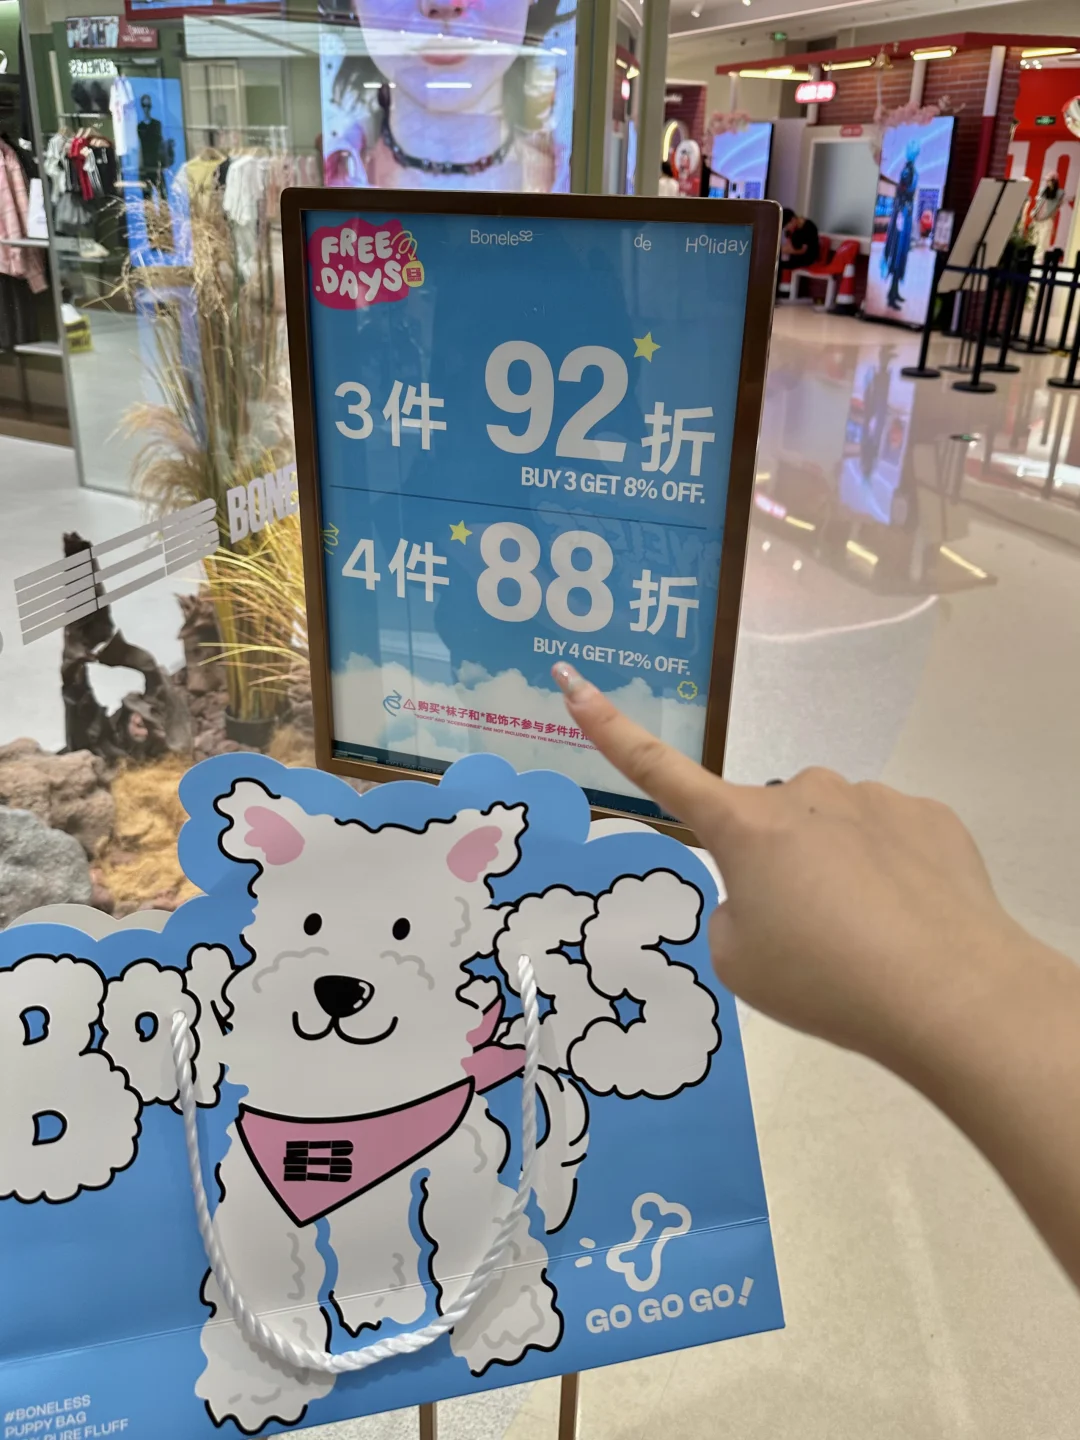 FREE
DAYS
Boneless de Holiday
3件 92折
BUY 3 GET 8% OFF.
4件 88折
BUY 4 GET 12% OFF.
购买*袜子和*配饰不参与多件折
BONE
#BONELESS
PUPPY BAG
PURE FLUFF
GO GO GO!